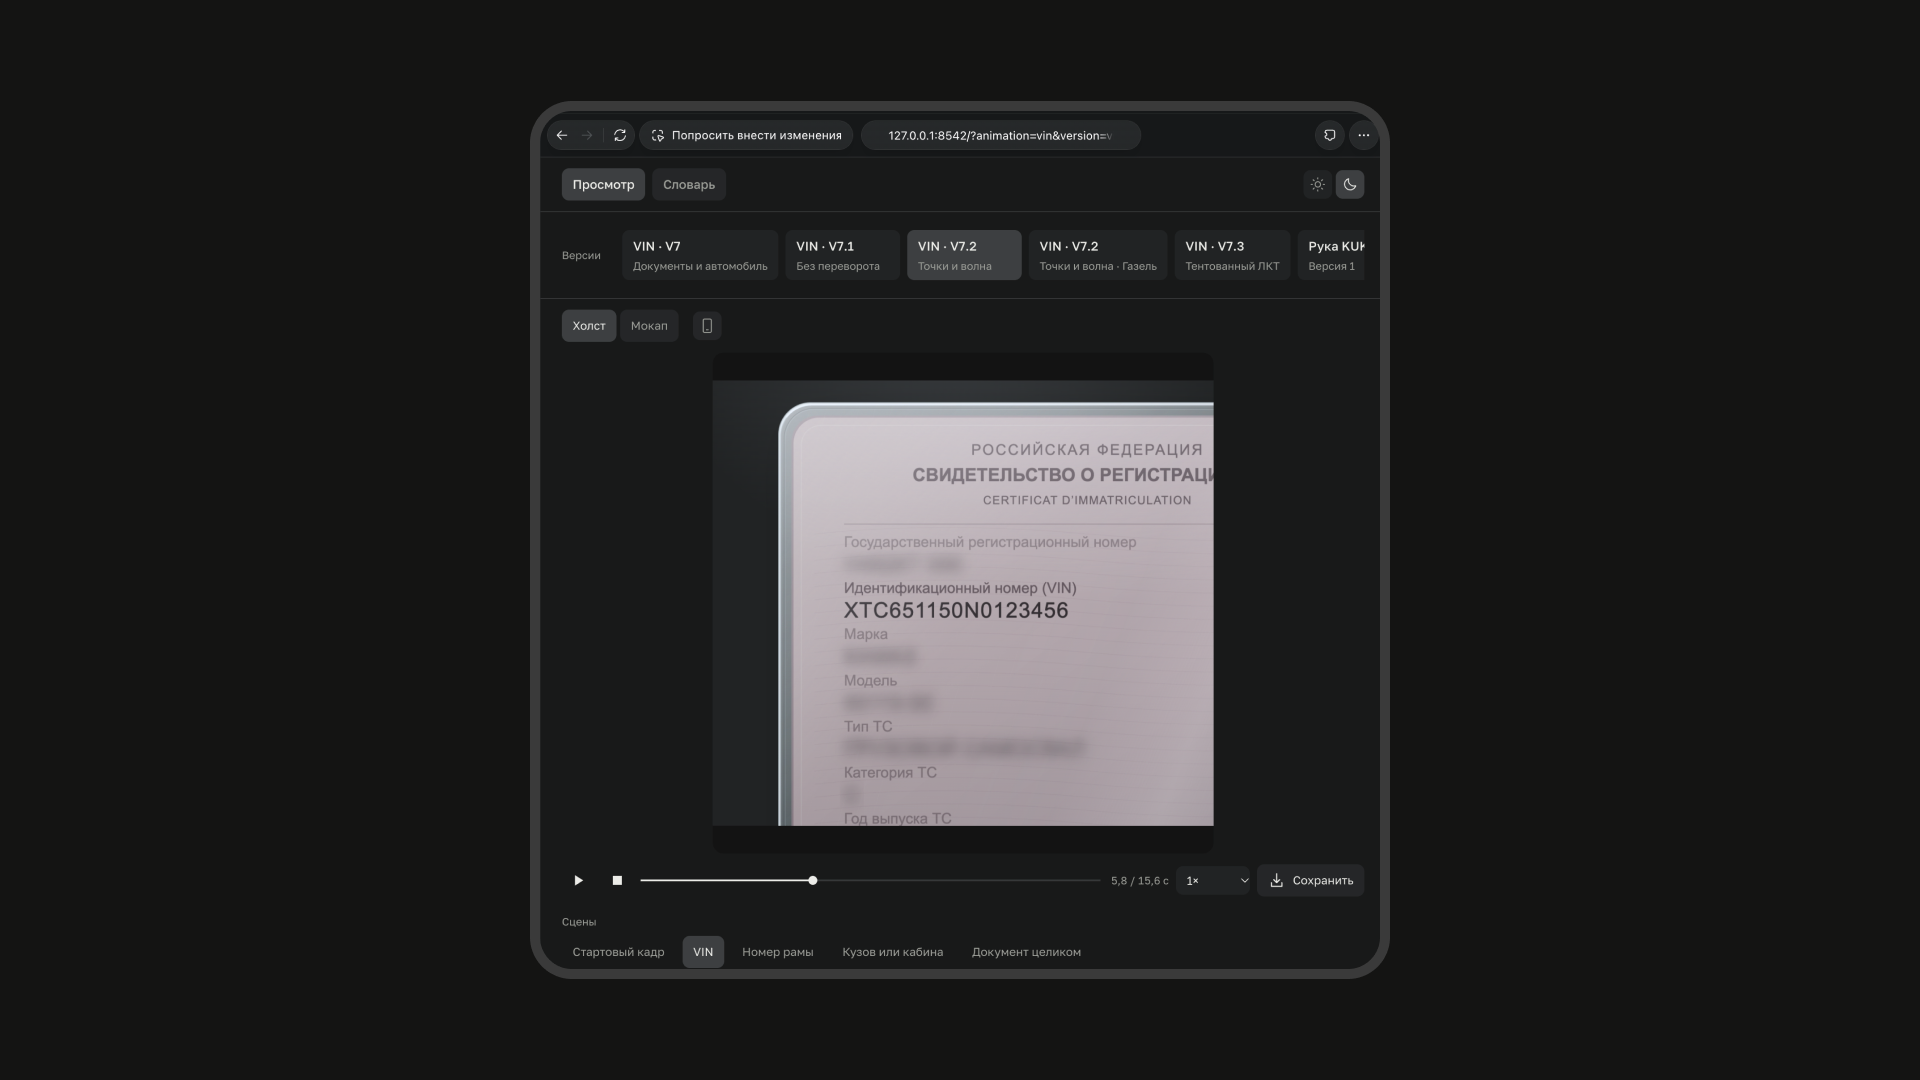 Попросить внести изменения
127.0.0.1:8542/?animation=vin&version=v
Просмотр
Словарь
Версии
VIN · V7
Документы и автомобиль
VIN · V7.1
Без переворота
VIN · V7.2
Точки и волна
VIN · V7.2
Точки и волна · Газель
VIN · V7.3
Тентованный ЛКТ
Рука KUK
Версия 1
Холст
Мокап
РОССИЙСКАЯ ФЕДЕРАЦИЯ
СВИДЕТЕЛЬСТВО О РЕГИСТРАЦИ
CERTIFICAT D'IMMATRICULATION
Государственный регистрационный номер
Идентификационный номер (VIN)
XTC651150N0123456
Марка
Модель
Тип ТС
Категория ТС
Год выпуска ТС
5,8 / 15,6 с
1×
Сохранить
Сцены
Стартовый кадр
VIN
Номер рамы
Кузов или кабина
Документ целиком